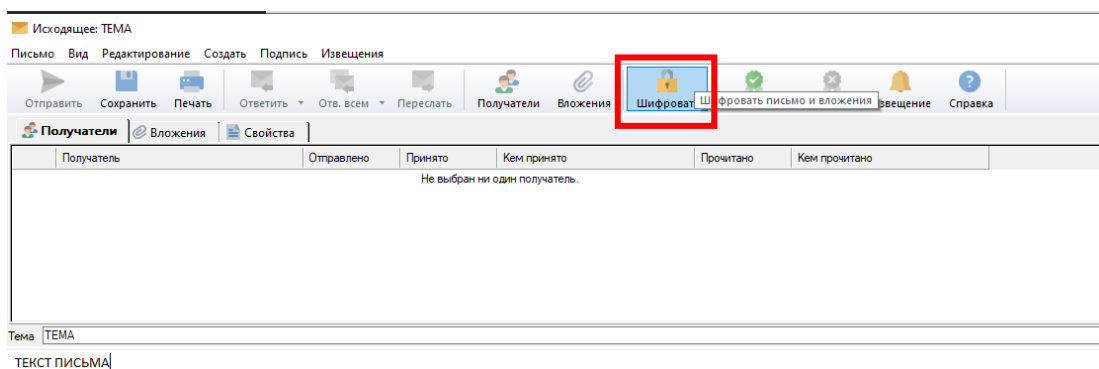 Исходящее: ТЕМА
Письмо Вид Редактирование Создать Подпись Извещения
Отправить Сохранить Печать Ответить Отв. всем Переслать Получатели Вложения Шифроват Шифровать письмо и вложения звещение Справка
Получатели Вложения Свойства
Получатель Отправлено Принято Кем принято Прочитано Кем прочитано
Не выбран ни один получатель.
Тема ТЕМА
ТЕКСТ ПИСЬМА